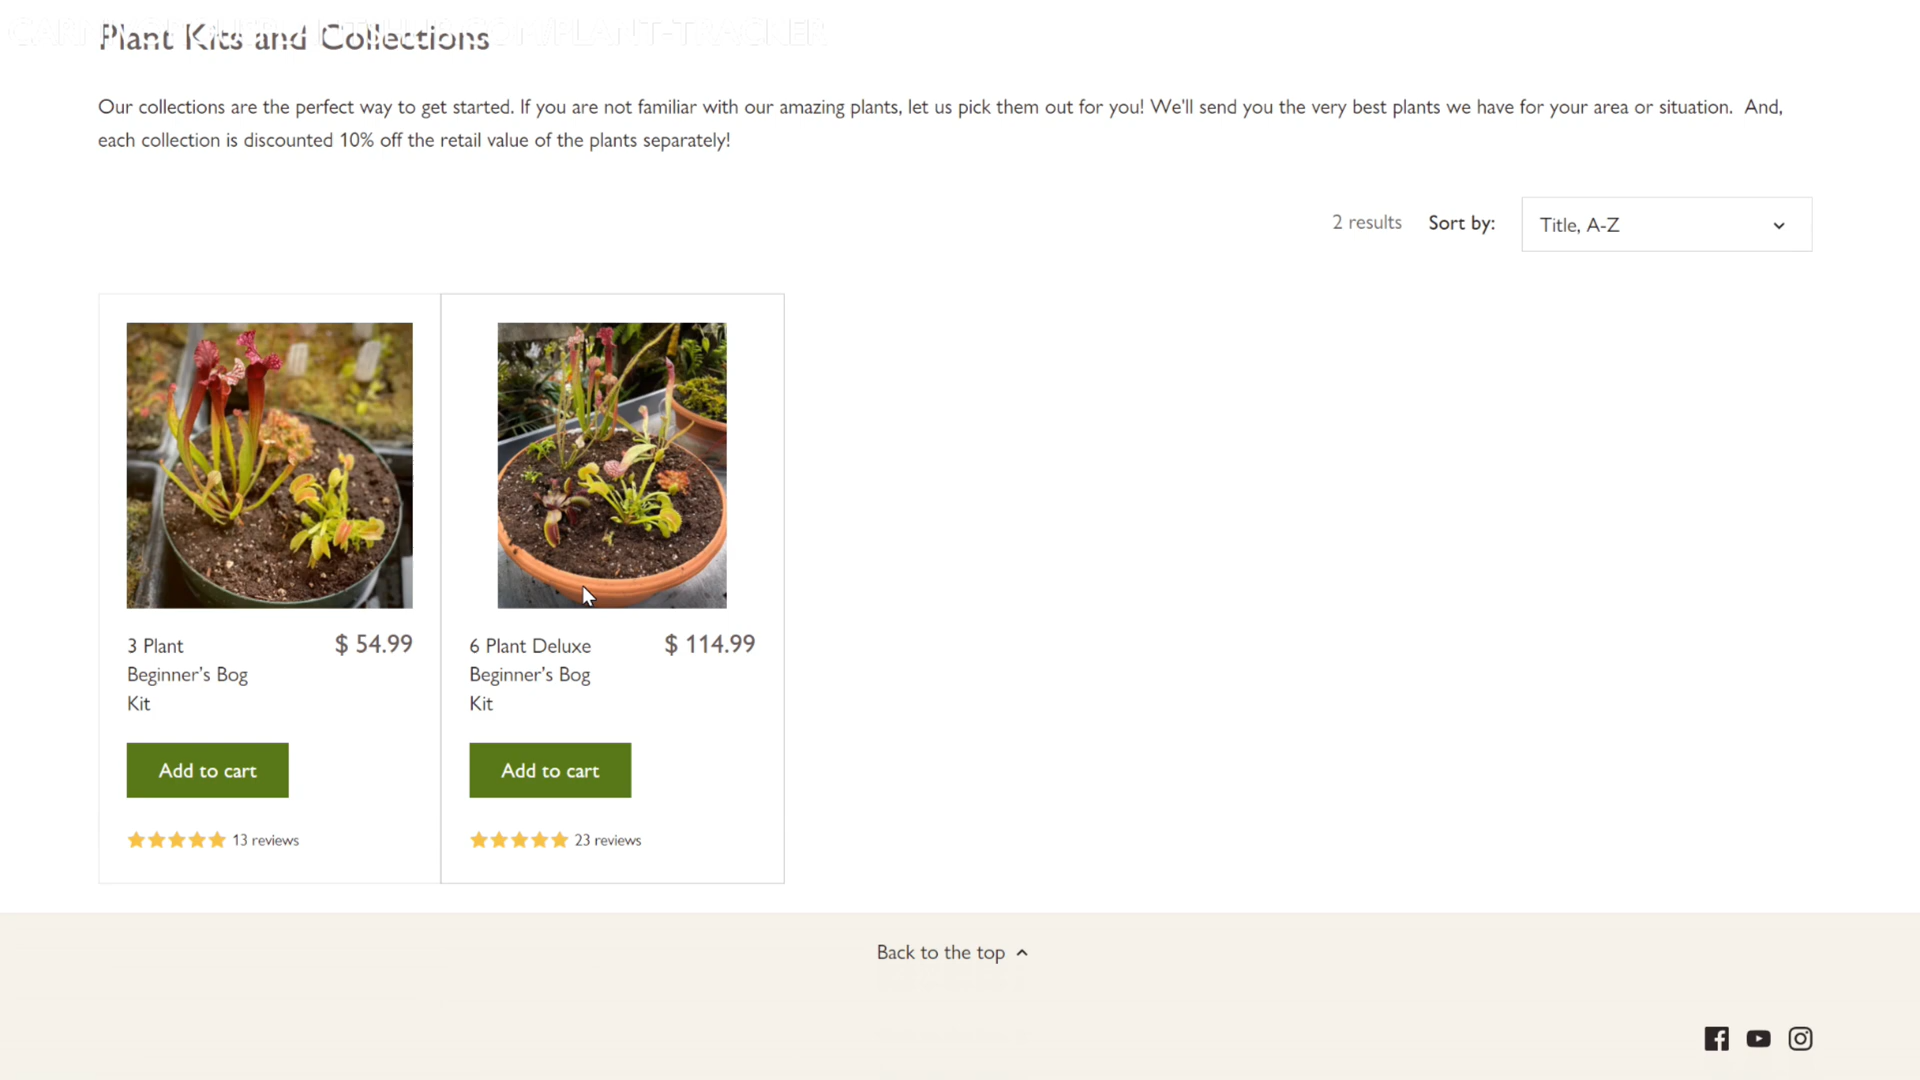 CARNIVOROUSPLANTSHUB.COM/PLANT-TRACKER
Plant Kits and Collections
Our collections are the perfect way to get started. If you are not familiar with our amazing plants, let us pick them out for you! We'll send you the very best plants we have for your area or situation. And,
each collection is discounted 10% off the retail value of the plants separately!
2 results Sort by: Title, A-Z
3 Plant
Beginner's Bog
Kit
$ 54.99
Add to cart
13 reviews
6 Plant Deluxe
Beginner's Bog
Kit
$ 114.99
Add to cart
23 reviews
Back to the top